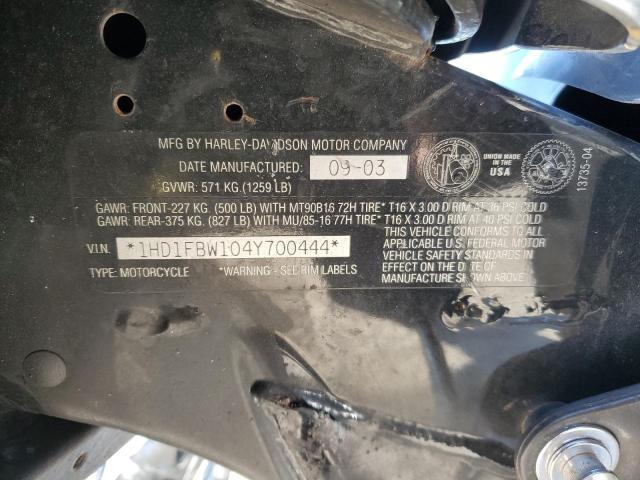 MFG BY HARLEY-DAVIDSON MOTOR COMPANY
DATE MANUFACTURED: 09-03
GVWR: 571 KG (1259 LB)
UNION MADE
IN THE
USA
13735-04
GAWR: FRONT-227 KG. (500 LB) WITH MT90B16 72H TIRE* T16 X 3.00 D RIM AT 36 PSI COLD
GAWR: REAR-375 KG. (827 LB) WITH MU/85-16 77H TIRE* T16 X 3.00 D RIM AT 40 PSI COLD
V.I.N. *1HD1FBW104Y700444*
THIS VEHICLE CONFORMS TO ALL
APPLICABLE U.S. FEDERAL MOTOR
VEHICLE SAFETY STANDARDS IN
EFFECT ON THE DATE OF
MANUFACTURE SHOWN ABOVE.
TYPE: MOTORCYCLE *WARNING - SEE RIM LABELS